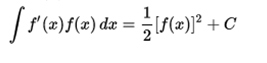 ∫ f′(x)f(x) dx = 1/2 [f(x)]² + C